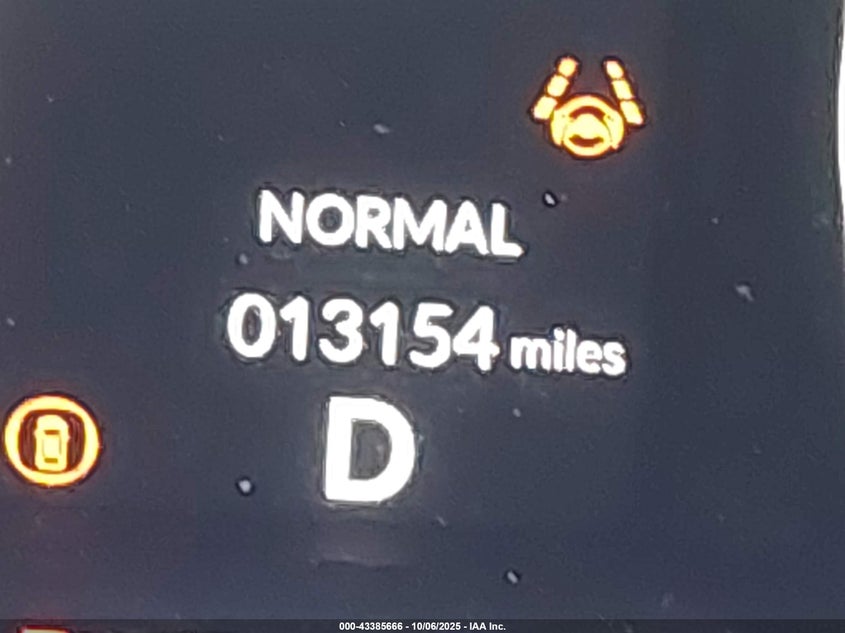 NORMAL
013154 miles
D
000-43385666 - 10/06/2025 - IAA Inc.